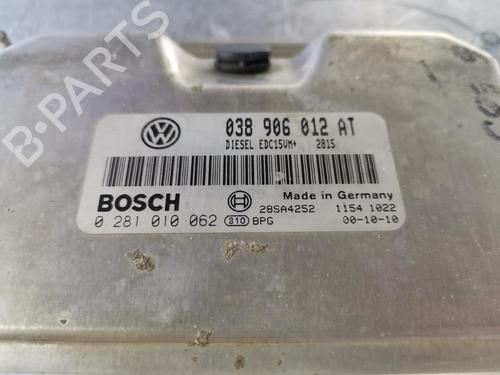 038 906 012 AT
DIESEL EDC15VM+ 2815
BOSCH
Made in Germany
28SA4252 1154 1022
0 281 010 062 810 BPG 00-10-10
B-PARTS